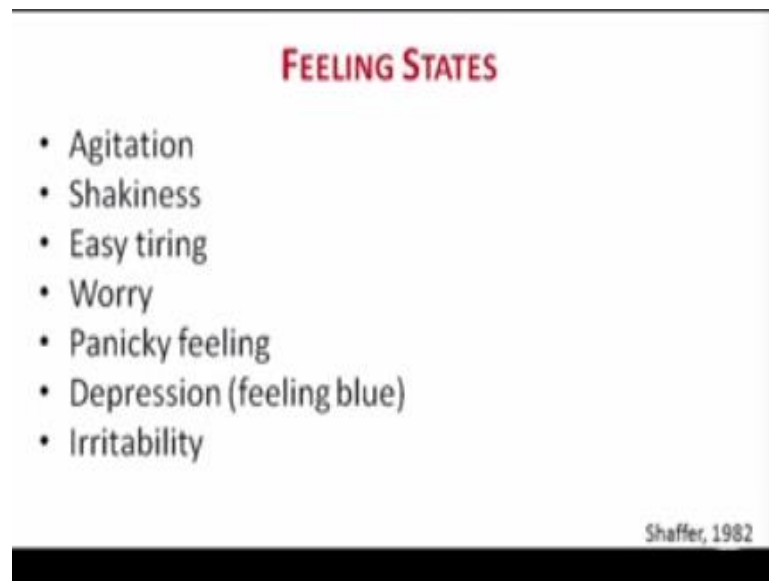 FEELING STATES
• Agitation
• Shakiness
• Easy tiring
• Worry
• Panicky feeling
• Depression (feeling blue)
• Irritability
Shaffer, 1982